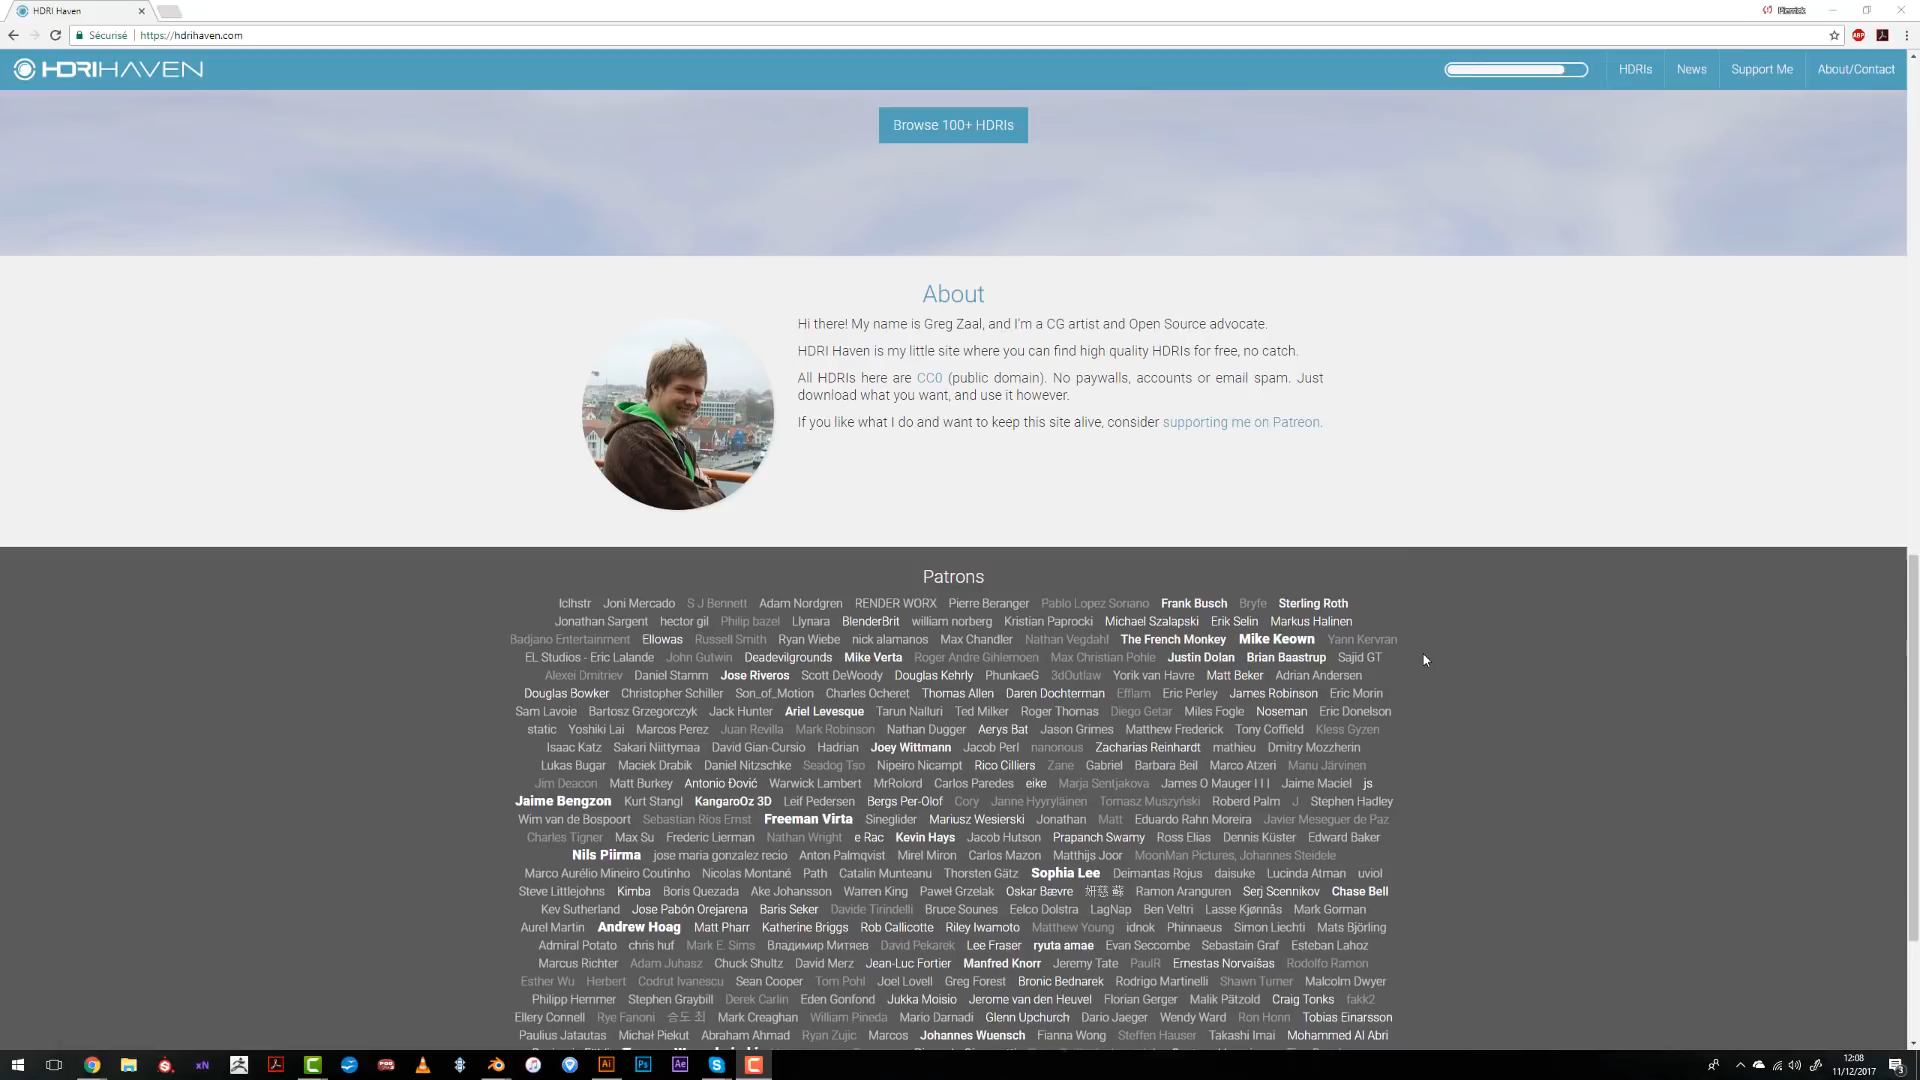 HDRI Haven
Pierrick
Sécurisé https://hdrihaven.com
HDRIHAVEN
HDRIs News Support Me About/Contact
Browse 100+ HDRIs
About
Hi there! My name is Greg Zaal, and I'm a CG artist and Open Source advocate.
HDRI Haven is my little site where you can find high quality HDRIs for free, no catch.
All HDRIs here are CC0 (public domain). No paywalls, accounts or email spam. Just
download what you want, and use it however.
If you like what I do and want to keep this site alive, consider supporting me on Patreon.
Patrons
lclhstr Joni Mercado S J Bennett Adam Nordgren RENDER WORX Pierre Beranger Pablo Lopez Soriano Frank Busch Bryfe Sterling Roth
Jonathan Sargent hector gil Philip bazel Llynara BlenderBrit william norberg Kristian Paprocki Michael Szalapski Erik Selin Markus Halinen
Badjano Entertainment Ellowas Russell Smith Ryan Wiebe nick alamanos Max Chandler Nathan Vegdahl The French Monkey Mike Keown Yann Kervran
EL Studios - Eric Lalande John Gutwin Deadevilgrounds Mike Verta Roger Andre Gihlemoen Max Christian Pohle Justin Dolan Brian Baastrup Sajid GT
Alexei Dmitriev Daniel Stamm Jose Riveros Scott DeWoody Douglas Kehrly PhunkaeG 3dOutlaw Yorik van Havre Matt Beker Adrian Andersen
Douglas Bowker Christopher Schiller Son_of_Motion Charles Ocheret Thomas Allen Daren Dochterman Efflam Eric Perley James Robinson Eric Morin
Sam Lavoie Bartosz Grzegorczyk Jack Hunter Ariel Levesque Tarun Nalluri Ted Milker Roger Thomas Diego Getar Miles Fogle Noseman Eric Donelson
static Yoshiki Lai Marcos Perez Juan Revilla Mark Robinson Nathan Dugger Aerys Bat Jason Grimes Matthew Frederick Tony Coffield Kless Gyzen
Isaac Katz Sakari Niittymaa David Gian-Cursio Hadrian Joey Wittmann Jacob Perl nanonous Zacharias Reinhardt mathieu Dmitry Mozzherin
Lukas Bugar Maciek Drabik Daniel Nitzschke Seadog Tso Nipeiro Nicampt Rico Cilliers Zane Gabriel Barbara Beil Marco Atzeri Manu Järvinen
Jim Deacon Matt Burkey Antonio Đović Warwick Lambert MrRolord Carlos Paredes eike Marja Sentjakova James O Mauger I I I Jaime Maciel js
Jaime Bengzon Kurt Stangl KangaroOz 3D Leif Pedersen Bergs Per-Olof Cory Janne Hyyryläinen Tomasz Muszyński Roberd Palm J Stephen Hadley
Wim van de Bospoort Sebastian Ríos Ernst Freeman Virta Sineglider Mariusz Wesierski Jonathan Matt Eduardo Rahn Moreira Javier Meseguer de Paz
Charles Tigner Max Su Frederic Lierman Nathan Wright e Rac Kevin Hays Jacob Hutson Prapanch Swamy Ross Elias Dennis Küster Edward Baker
Nils Piirma jose maria gonzalez recio Anton Palmqvist Mirel Miron Carlos Mazon Matthijs Joor MoonMan Pictures, Johannes Steidele
Marco Aurélio Mineiro Coutinho Nicolas Montané Path Catalin Munteanu Thorsten Gätz Sophia Lee Deimantas Rojus daisuke Lucinda Atman uviol
Steve Littlejohns Kimba Boris Quezada Ake Johansson Warren King Paweł Grzelak Oskar Bævre 妍慈 蘇 Ramon Aranguren Serj Scennikov Chase Bell
Kev Sutherland Jose Pabón Orejarena Baris Seker Davide Tirindelli Bruce Sounes Eelco Dolstra LagNap Ben Veltri Lasse Kjønnås Mark Gorman
Aurel Martin Andrew Hoag Matt Pharr Katherine Briggs Rob Callicotte Riley Iwamoto Matthew Young idnok Phinnaeus Simon Liechti Mats Björling
Admiral Potato chris huf Mark E. Sims Владимир Митяев David Pekarek Lee Fraser ryuta amae Evan Seccombe Sebastain Graf Esteban Lahoz
Marcus Richter Adam Juhasz Chuck Shultz David Merz Jean-Luc Fortier Manfred Knorr Jeremy Tate PaulR Ernestas Norvaišas Rodolfo Ramon
Esther Wu Herbert Codrut Ivanescu Sean Cooper Tom Pohl Joel Lovell Greg Forest Bronic Bednarek Rodrigo Martinelli Shawn Turner Malcolm Dwyer
Philipp Hemmer Stephen Graybill Derek Carlin Eden Gonfond Jukka Moisio Jerome van den Heuvel Florian Gerger Malik Pätzold Craig Tonks fakk2
Ellery Connell Rye Fanoni 승도 최 Mark Creaghan William Pineda Mario Darnadi Glenn Upchurch Dario Jaeger Wendy Ward Ron Honn Tobias Einarsson
Paulius Jatautas Michał Piekut Abraham Ahmad Ryan Zujic Marcos Johannes Wuensch Fianna Wong Steffen Hauser Takashi Imai Mohammed Al Abri
12:08
11/12/2017